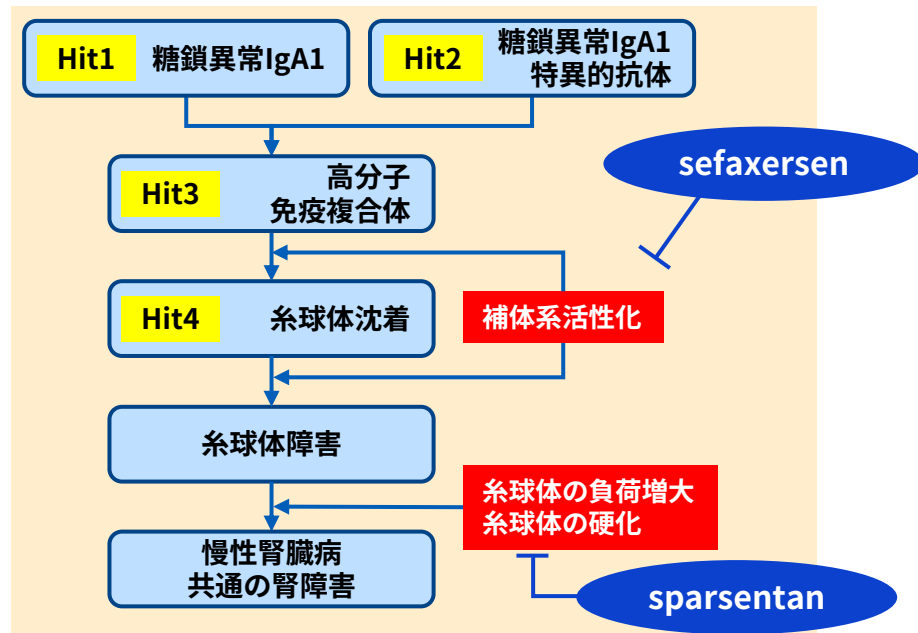 Hit1 糖鎖異常IgA1
Hit2 糖鎖異常IgA1
特異的抗体
sefaxersen
Hit3 高分子
免疫複合体
Hit4 糸球体沈着
補体系活性化
糸球体障害
糸球体の負荷増大
糸球体の硬化
慢性腎臓病
共通の腎障害
sparsentan